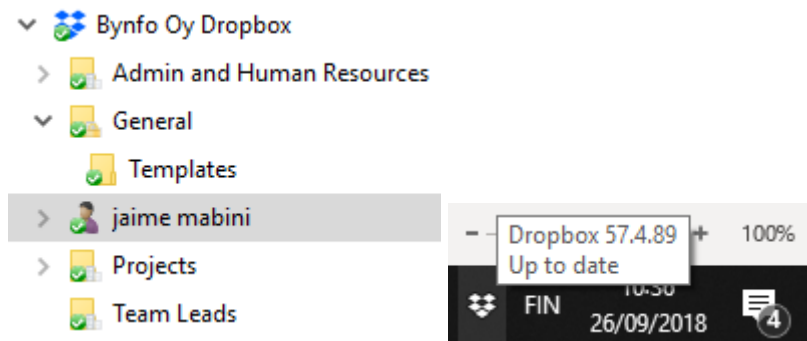 Bynfo Oy Dropbox
Admin and Human Resources
General
Templates
jaime mabini
Projects
Team Leads
100%
Dropbox 57.4.89
Up to date
FIN
26/09/2018
4